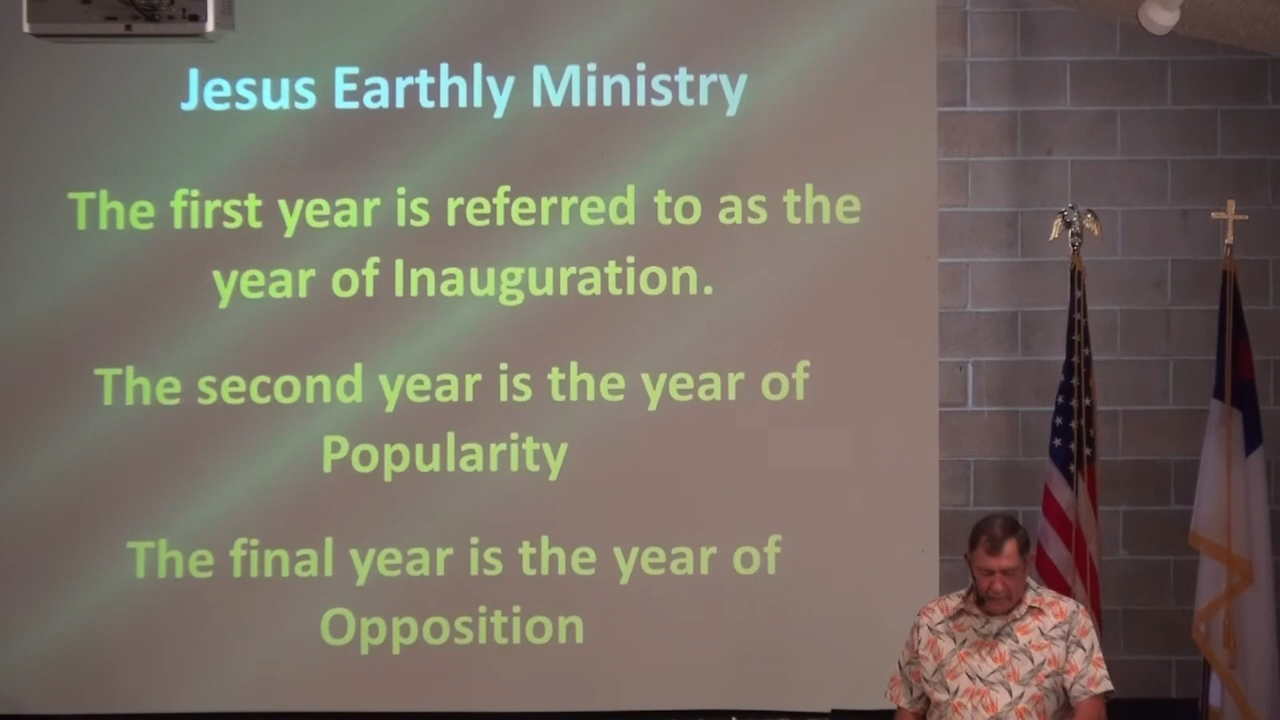 Jesus Earthly Ministry
The first year is referred to as the
year of Inauguration.
The second year is the year of
Popularity
The final year is the year of
Opposition